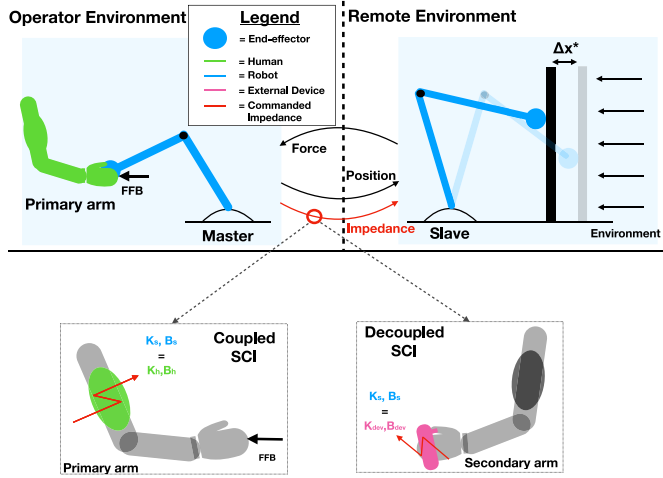 Operator Environment
Remote Environment
Legend
= End-effector
= Human
= Robot
= External Device
= Commanded
Impedance
Δx*
FFB
Primary arm
Master
Force
Position
Impedance
Slave
Environment
Coupled
SCI
Kₛ, Bₛ
=
Kₕ,Bₕ
FFB
Primary arm
Decoupled
SCI
Kₛ, Bₛ
=
K_dev,B_dev
Secondary arm